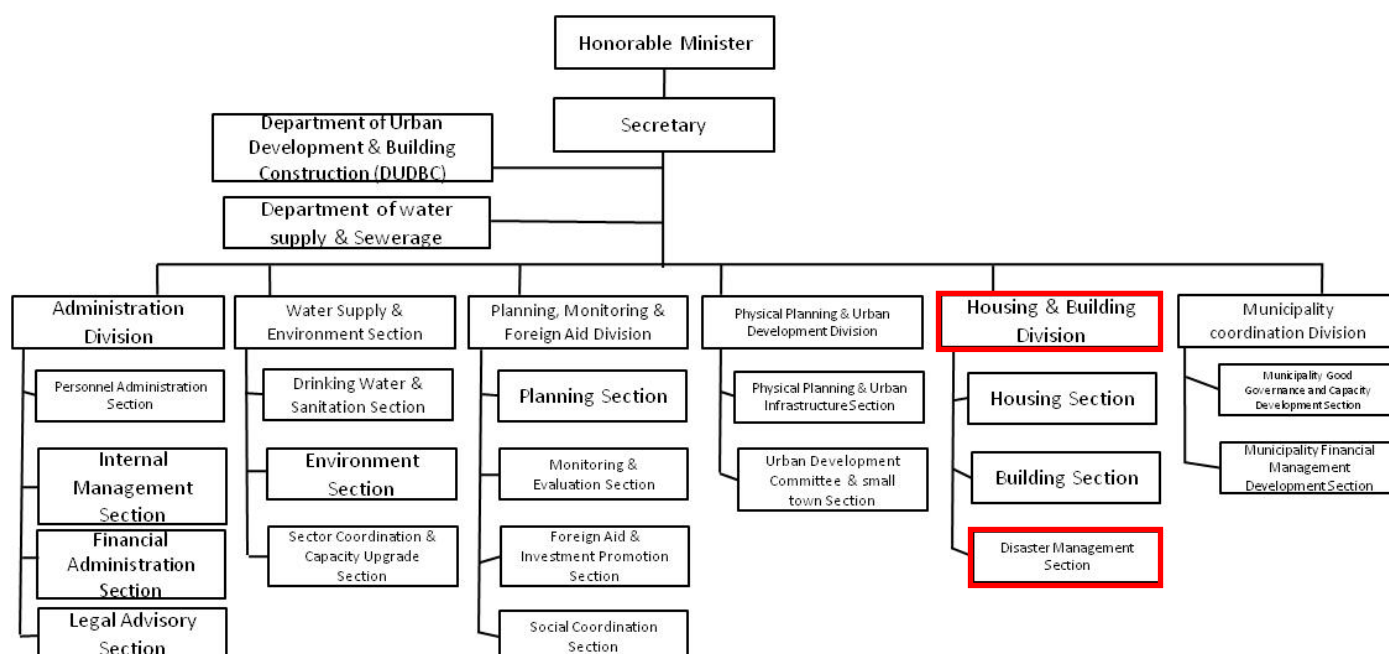 Honorable Minister
Secretary
Department of Urban
Development & Building
Construction (DUDBC)
Department of water
supply & Sewerage
Administration
Division
Personnel Administration
Section
Internal
Management
Section
Financial
Administration
Section
Legal Advisory
Section
Water Supply &
Environment Section
Drinking Water &
Sanitation Section
Environment
Section
Sector Coordination &
Capacity Upgrade
Section
Planning, Monitoring &
Foreign Aid Division
Planning Section
Monitoring &
Evaluation Section
Foreign Aid &
Investment Promotion
Section
Social Coordination
Section
Physical Planning & Urban
Development Division
Physical Planning & Urban
Infrastructure Section
Urban Development
Committee & small
town Section
Housing & Building
Division
Housing Section
Building Section
Disaster Management
Section
Municipality
coordination Division
Municipality Good
Governance and Capacity
Development Section
Municipality Financial
Management
Development Section